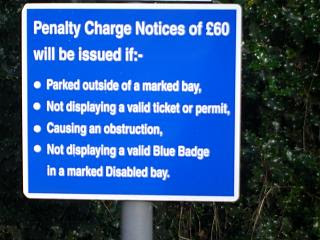 Penalty Charge Notices of £60
will be issued if:-
● Parked outside of a marked bay,
● Not displaying a valid ticket or permit,
● Causing an obstruction,
● Not displaying a valid Blue Badge
in a marked Disabled bay.